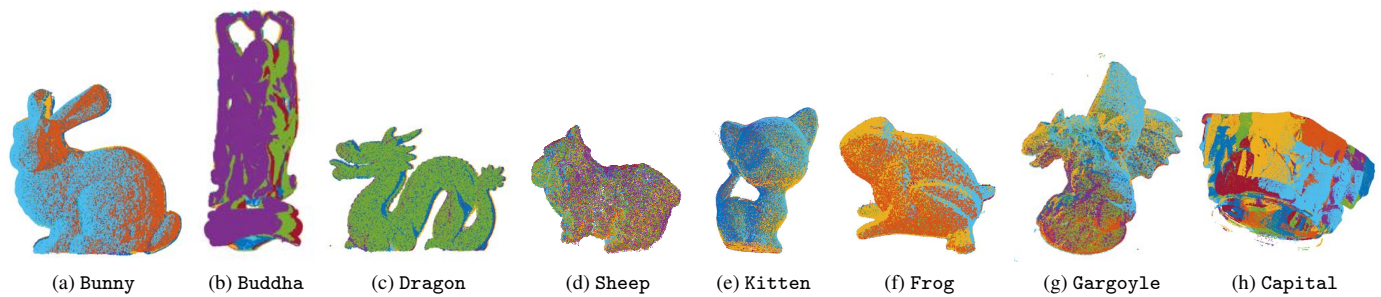 (a) Bunny (b) Buddha (c) Dragon (d) Sheep (e) Kitten (f) Frog (g) Gargoyle (h) Capital